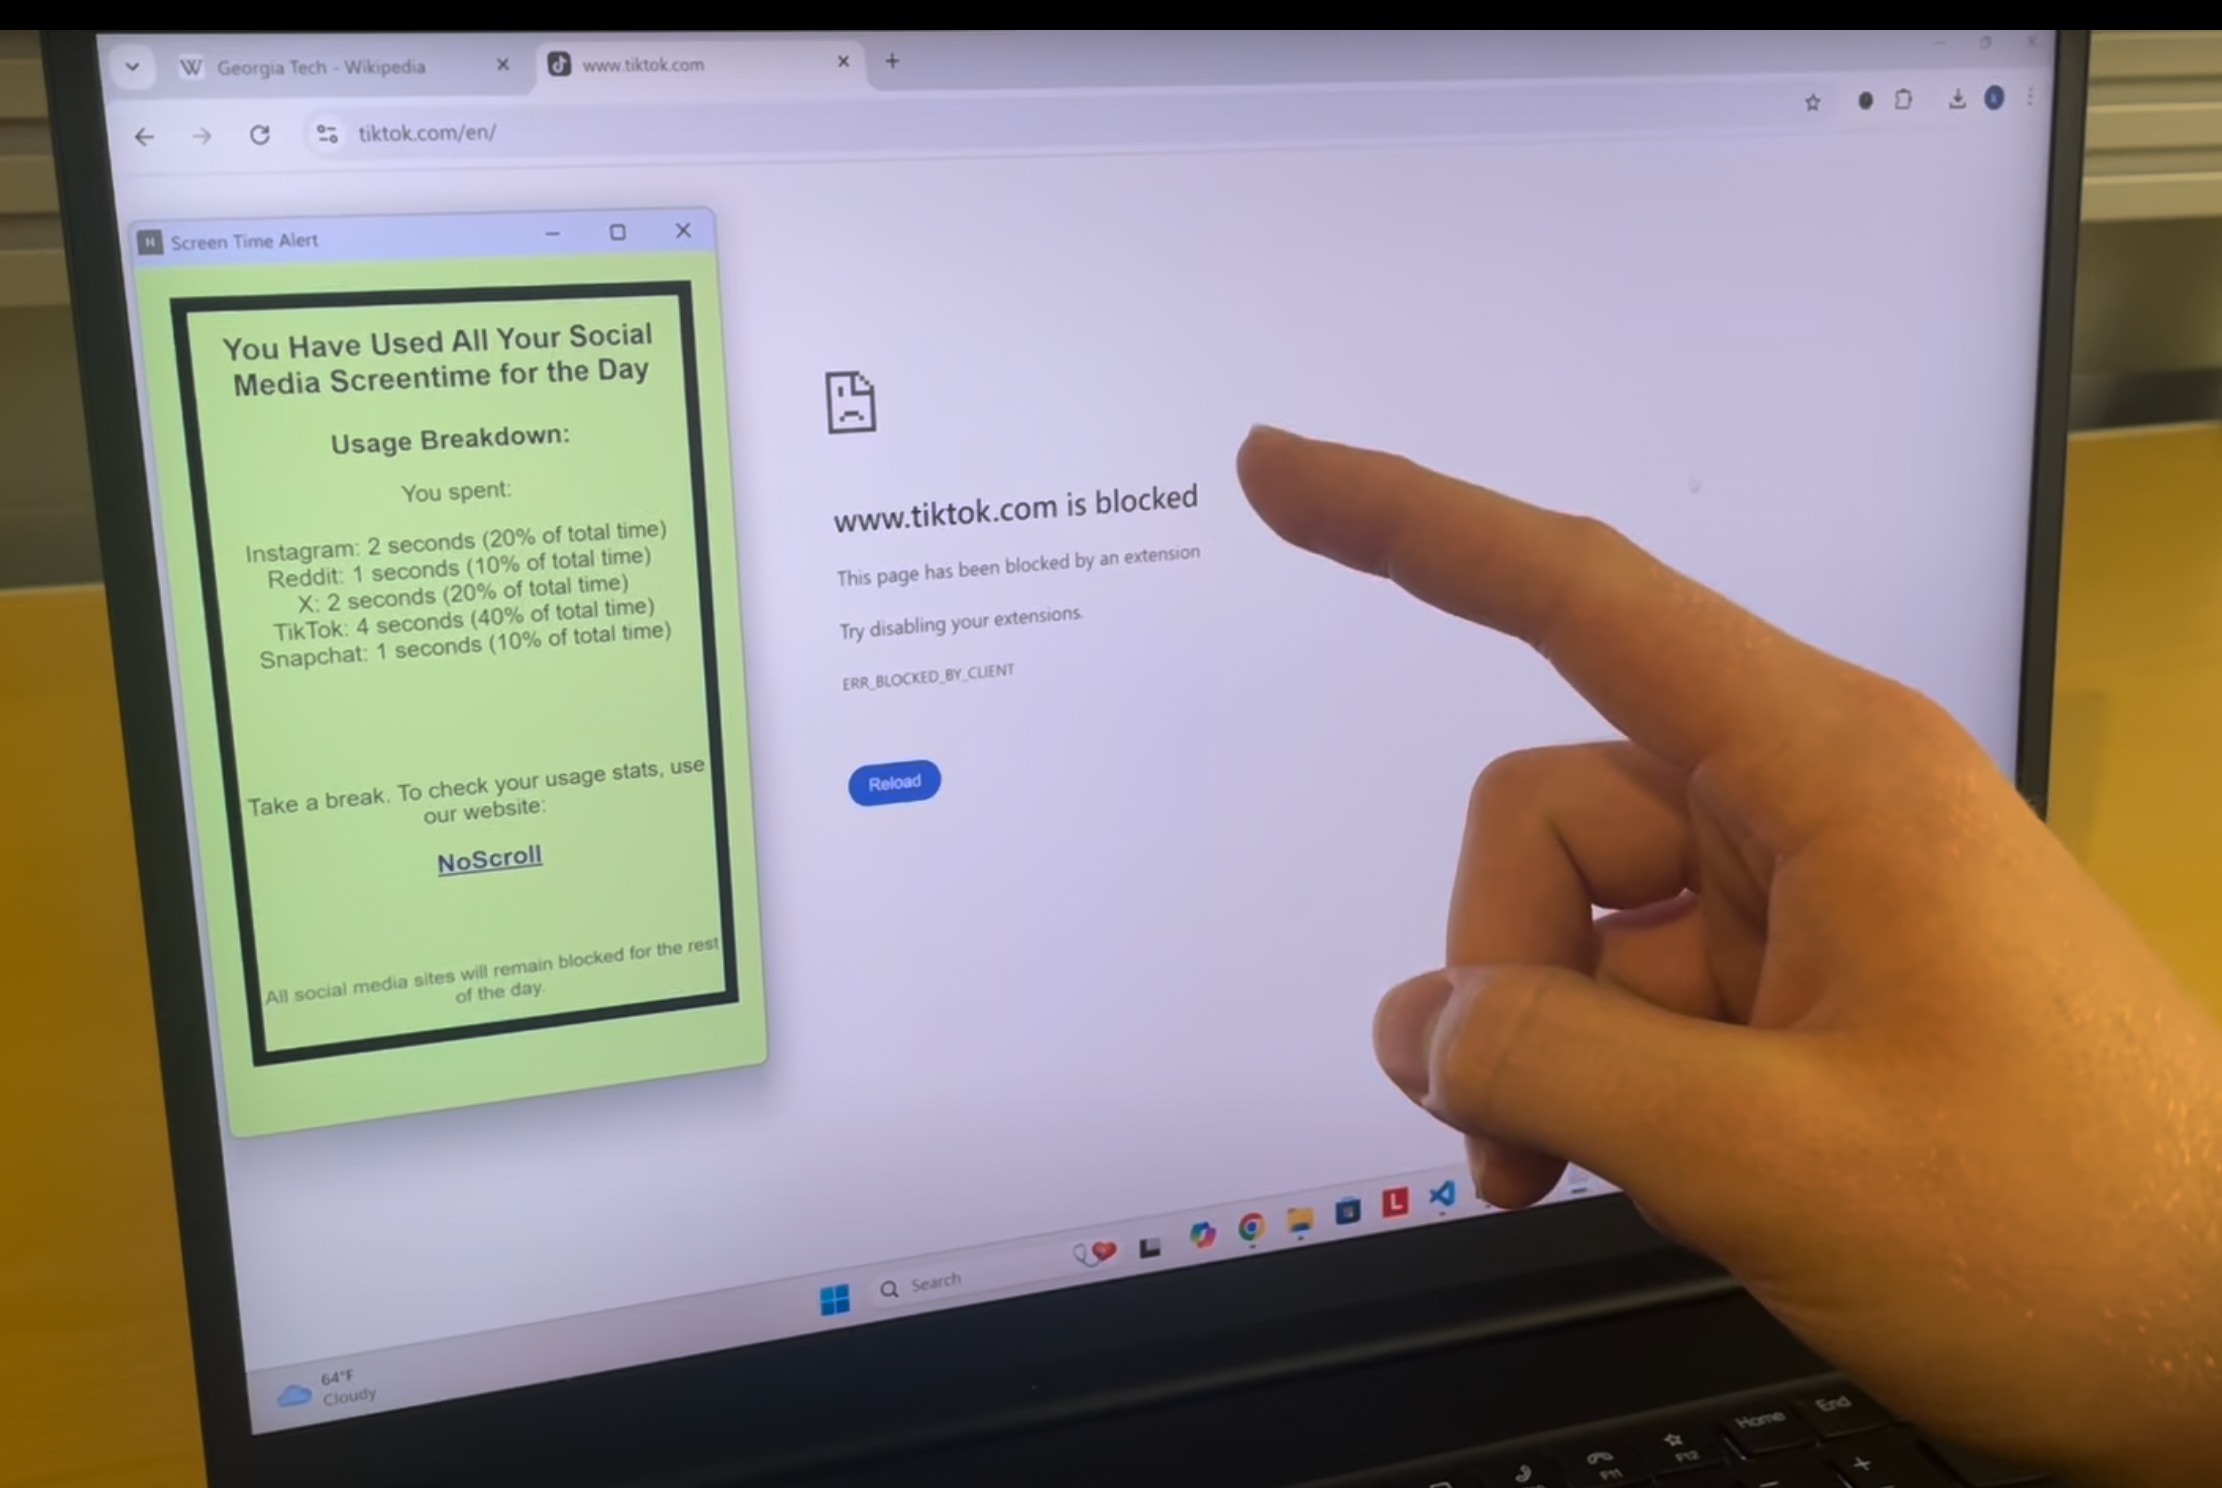 Georgia Tech - Wikipedia
www.tiktok.com
tiktok.com/en/
Screen Time Alert
You Have Used All Your Social
Media Screentime for the Day
Usage Breakdown:
You spent:
Instagram: 2 seconds (20% of total time)
Reddit: 1 seconds (10% of total time)
X: 2 seconds (20% of total time)
TikTok: 4 seconds (40% of total time)
Snapchat: 1 seconds (10% of total time)
Take a break. To check your usage stats, use
our website:
NoScroll
All social media sites will remain blocked for the rest
of the day.
www.tiktok.com is blocked
This page has been blocked by an extension
Try disabling your extensions.
ERR_BLOCKED_BY_CLIENT
Reload
Search
64°F
Cloudy
Home
End
F11
F12